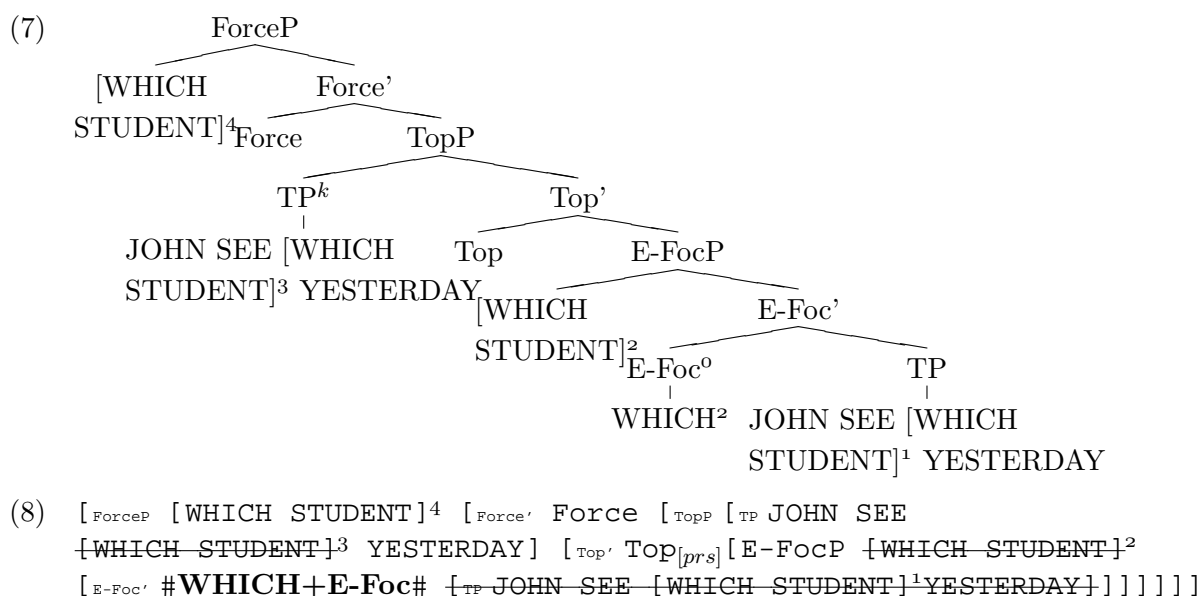 (7) ForceP
[WHICH Force’
STUDENT]⁴ Force TopP
TPᵏ Top’
JOHN SEE [WHICH Top E-FocP
STUDENT]³ YESTERDAY [WHICH E-Foc’
STUDENT]² E-Foc⁰ TP
WHICH² JOHN SEE [WHICH
STUDENT]¹ YESTERDAY
(8) [ForceP [WHICH STUDENT]⁴ [Force’ Force [TopP [TP JOHN SEE
[WHICH STUDENT]³ YESTERDAY] [Top’ Top[prs] [E-FocP [WHICH STUDENT]²
[E-Foc’ #WHICH+E-Foc# [TP JOHN SEE [WHICH STUDENT]¹YESTERDAY]]]]]]]